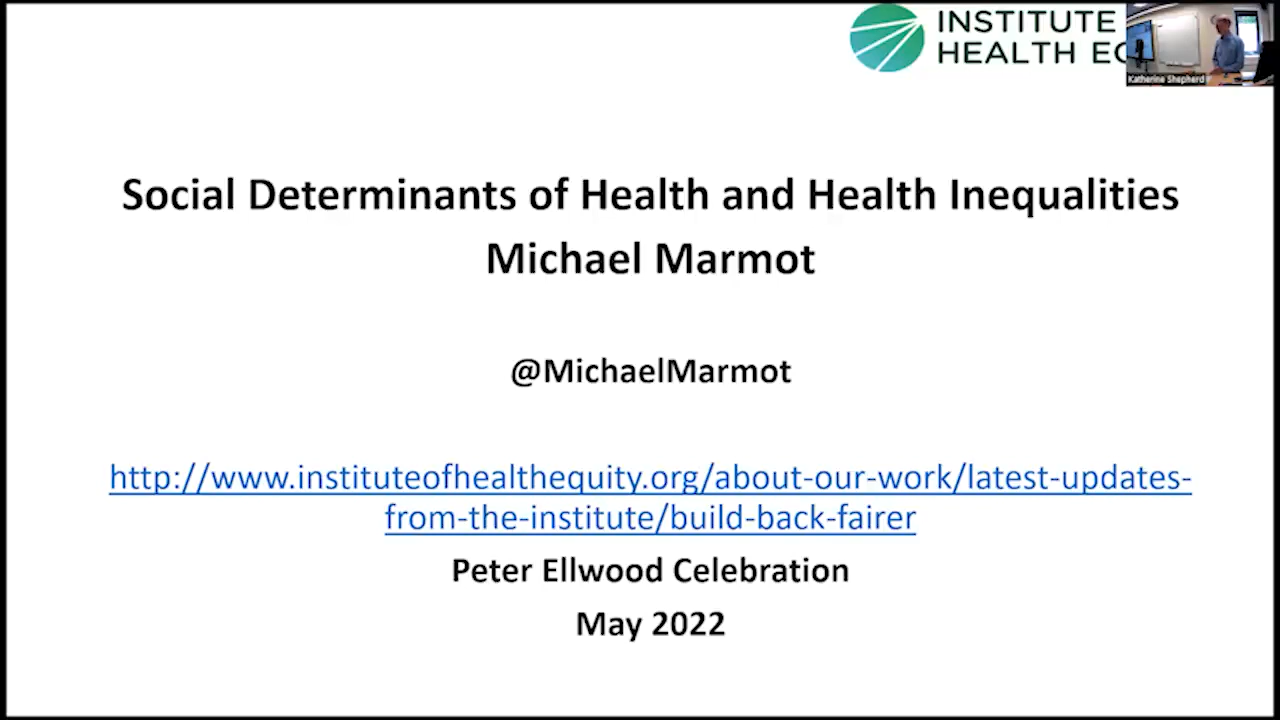 INSTITUTE
HEALTH EQ
Katherine Shepherd
Social Determinants of Health and Health Inequalities
Michael Marmot
@MichaelMarmot
http://www.instituteofhealthequity.org/about-our-work/latest-updates-
from-the-institute/build-back-fairer
Peter Ellwood Celebration
May 2022